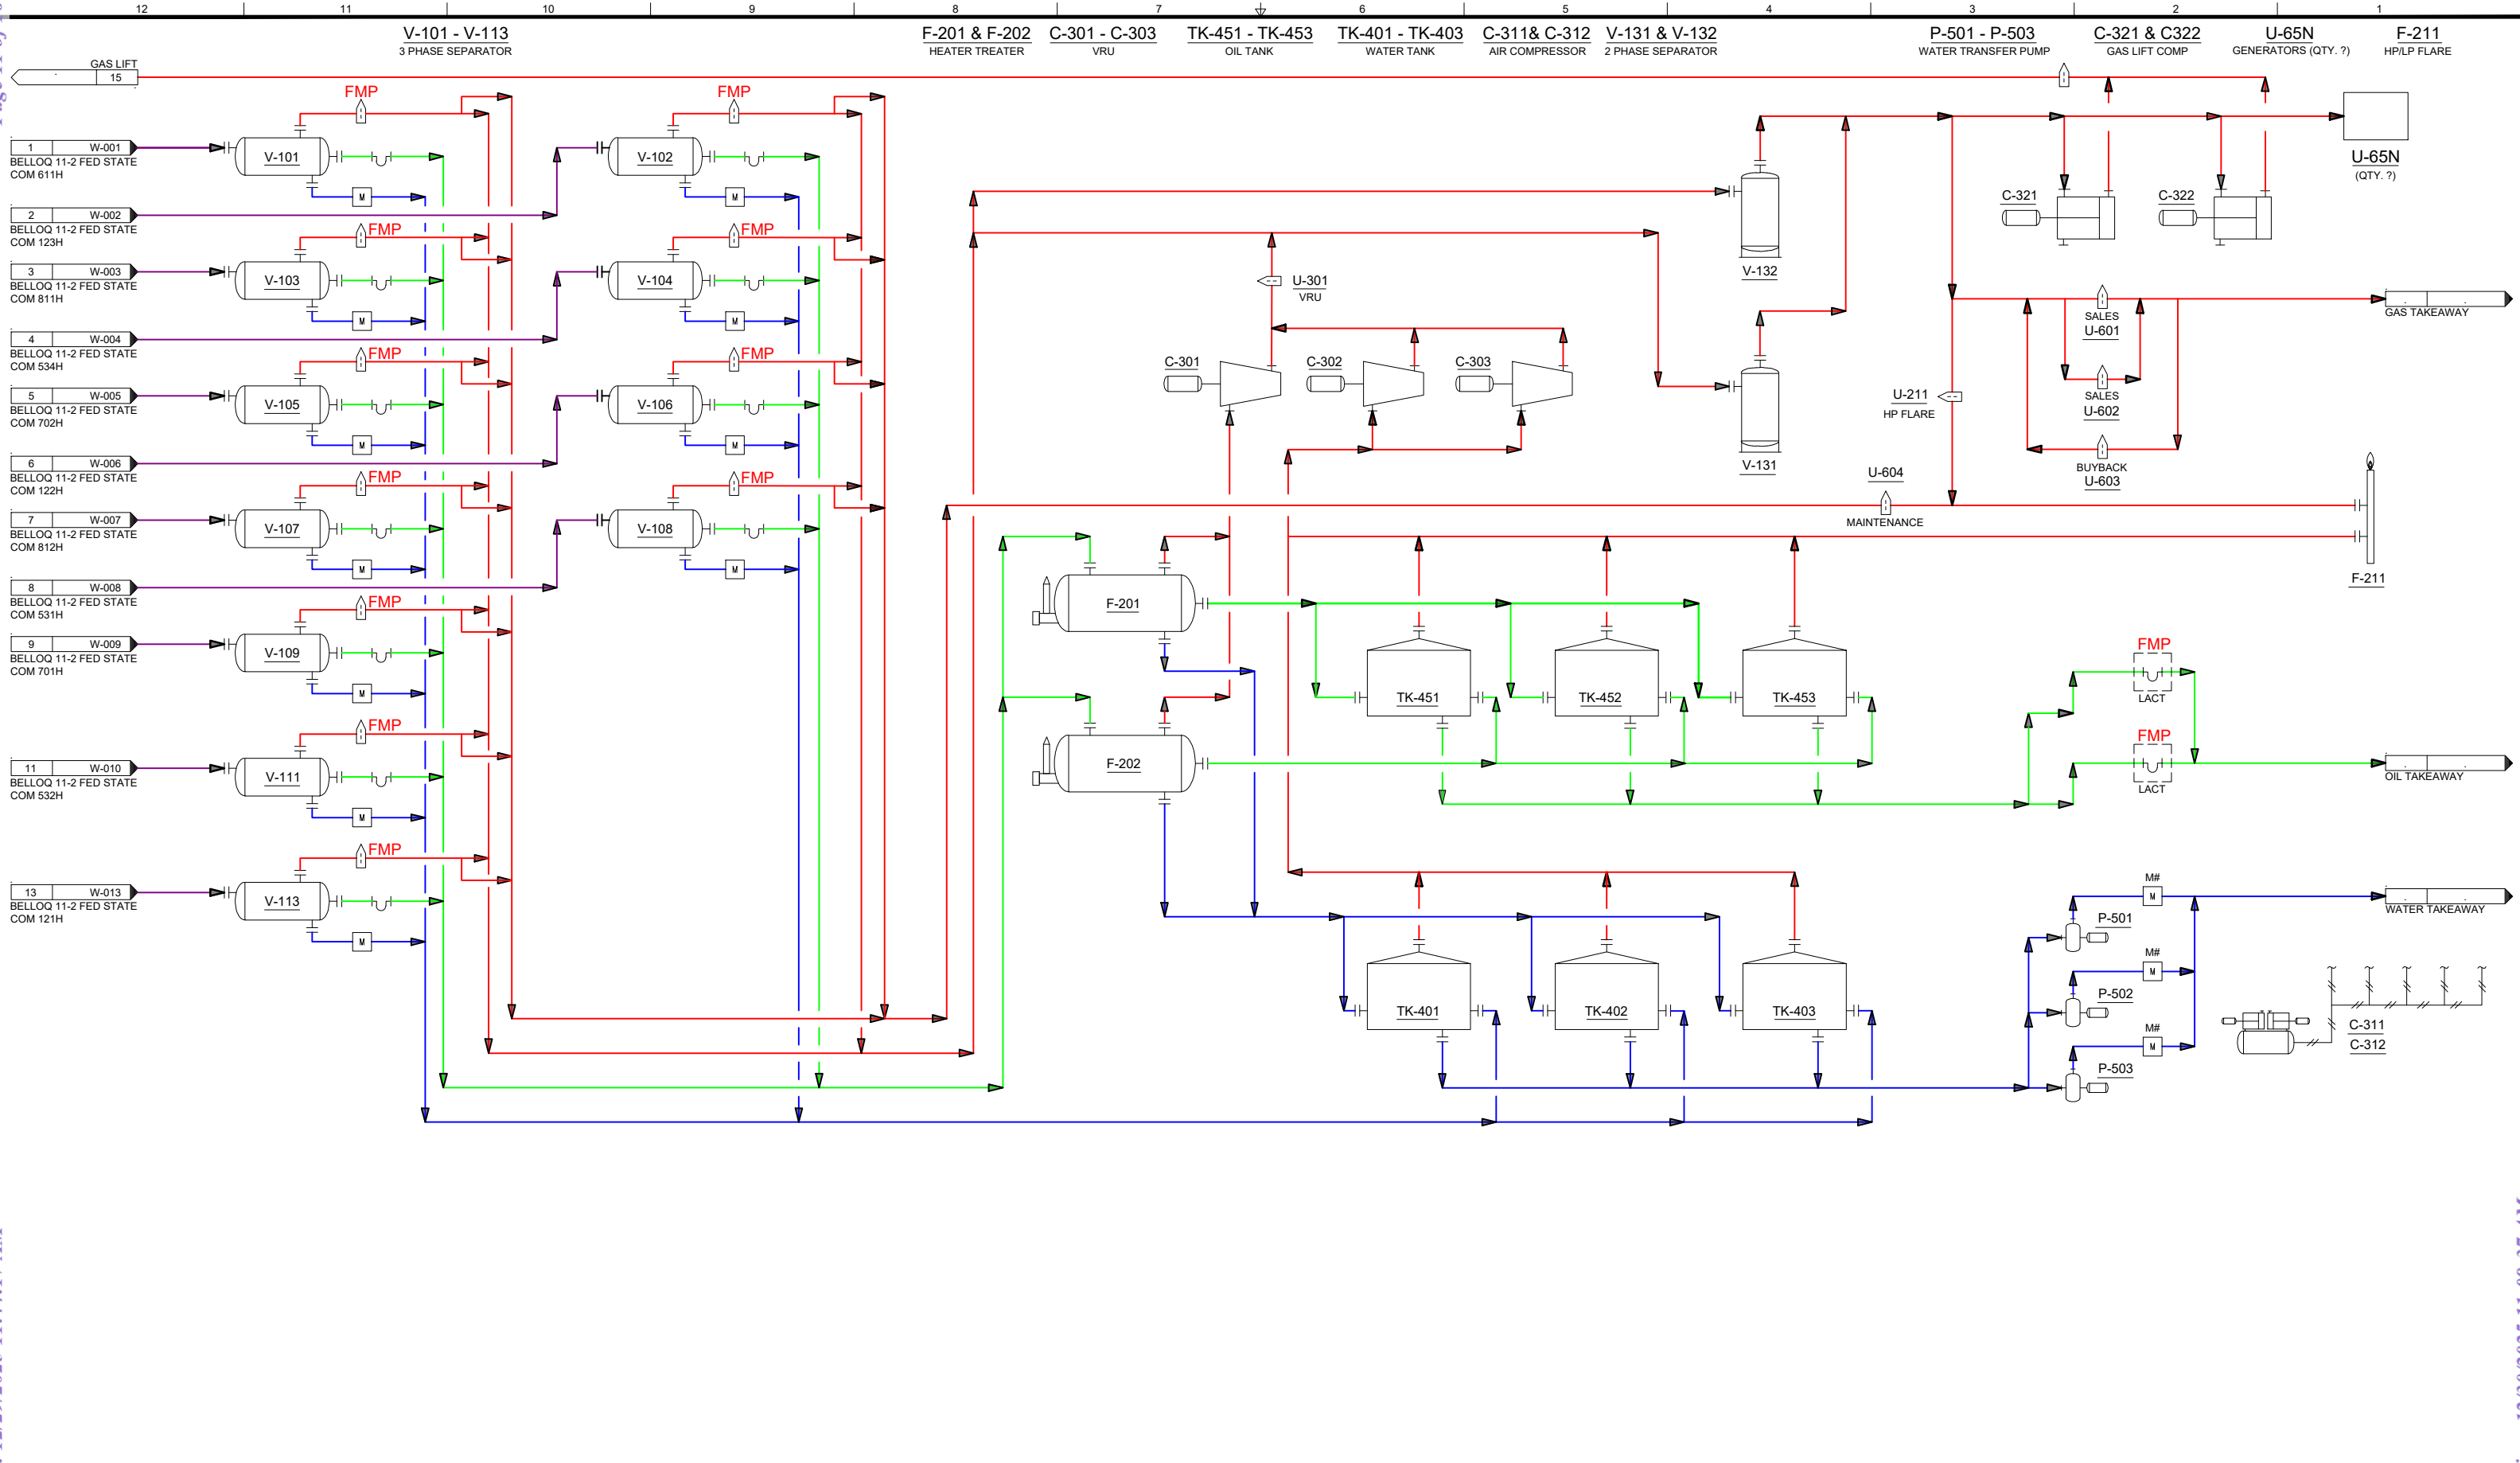 12 11 10 9 8 7 6 5 4 3 2 1
V-101 - V-113
3 PHASE SEPARATOR
F-201 & F-202
HEATER TREATER
C-301 - C-303
VRU
TK-451 - TK-453
OIL TANK
TK-401 - TK-403
WATER TANK
C-311& C-312
AIR COMPRESSOR
V-131 & V-132
2 PHASE SEPARATOR
P-501 - P-503
WATER TRANSFER PUMP
C-321 & C322
GAS LIFT COMP
U-65N
GENERATORS (QTY. ?)
F-211
HP/LP FLARE
GAS LIFT
15
1 W-001
BELLOQ 11-2 FED STATE
COM 611H
2 W-002
BELLOQ 11-2 FED STATE
COM 123H
3 W-003
BELLOQ 11-2 FED STATE
COM 811H
4 W-004
BELLOQ 11-2 FED STATE
COM 534H
5 W-005
BELLOQ 11-2 FED STATE
COM 702H
6 W-006
BELLOQ 11-2 FED STATE
COM 122H
7 W-007
BELLOQ 11-2 FED STATE
COM 812H
8 W-008
BELLOQ 11-2 FED STATE
COM 531H
9 W-009
BELLOQ 11-2 FED STATE
COM 701H
11 W-010
BELLOQ 11-2 FED STATE
COM 532H
13 W-013
BELLOQ 11-2 FED STATE
COM 121H
FMP
V-101
M
FMP
V-103
M
FMP
V-105
M
FMP
V-107
M
FMP
V-109
M
FMP
V-111
M
FMP
V-113
M
FMP
V-102
M
FMP
V-104
M
FMP
V-106
M
FMP
V-108
M
U-301
VRU
C-301
C-302
C-303
V-132
V-131
F-201
F-202
TK-451
TK-452
TK-453
TK-401
TK-402
TK-403
U-604
MAINTENANCE
U-211
HP FLARE
C-321
C-322
U-65N
(QTY. ?)
SALES
U-601
SALES
U-602
BUYBACK
U-603
GAS TAKEAWAY
F-211
FMP
LACT
FMP
LACT
OIL TAKEAWAY
M#
M
P-501
M#
M
P-502
M#
M
P-503
WATER TAKEAWAY
C-311
C-312